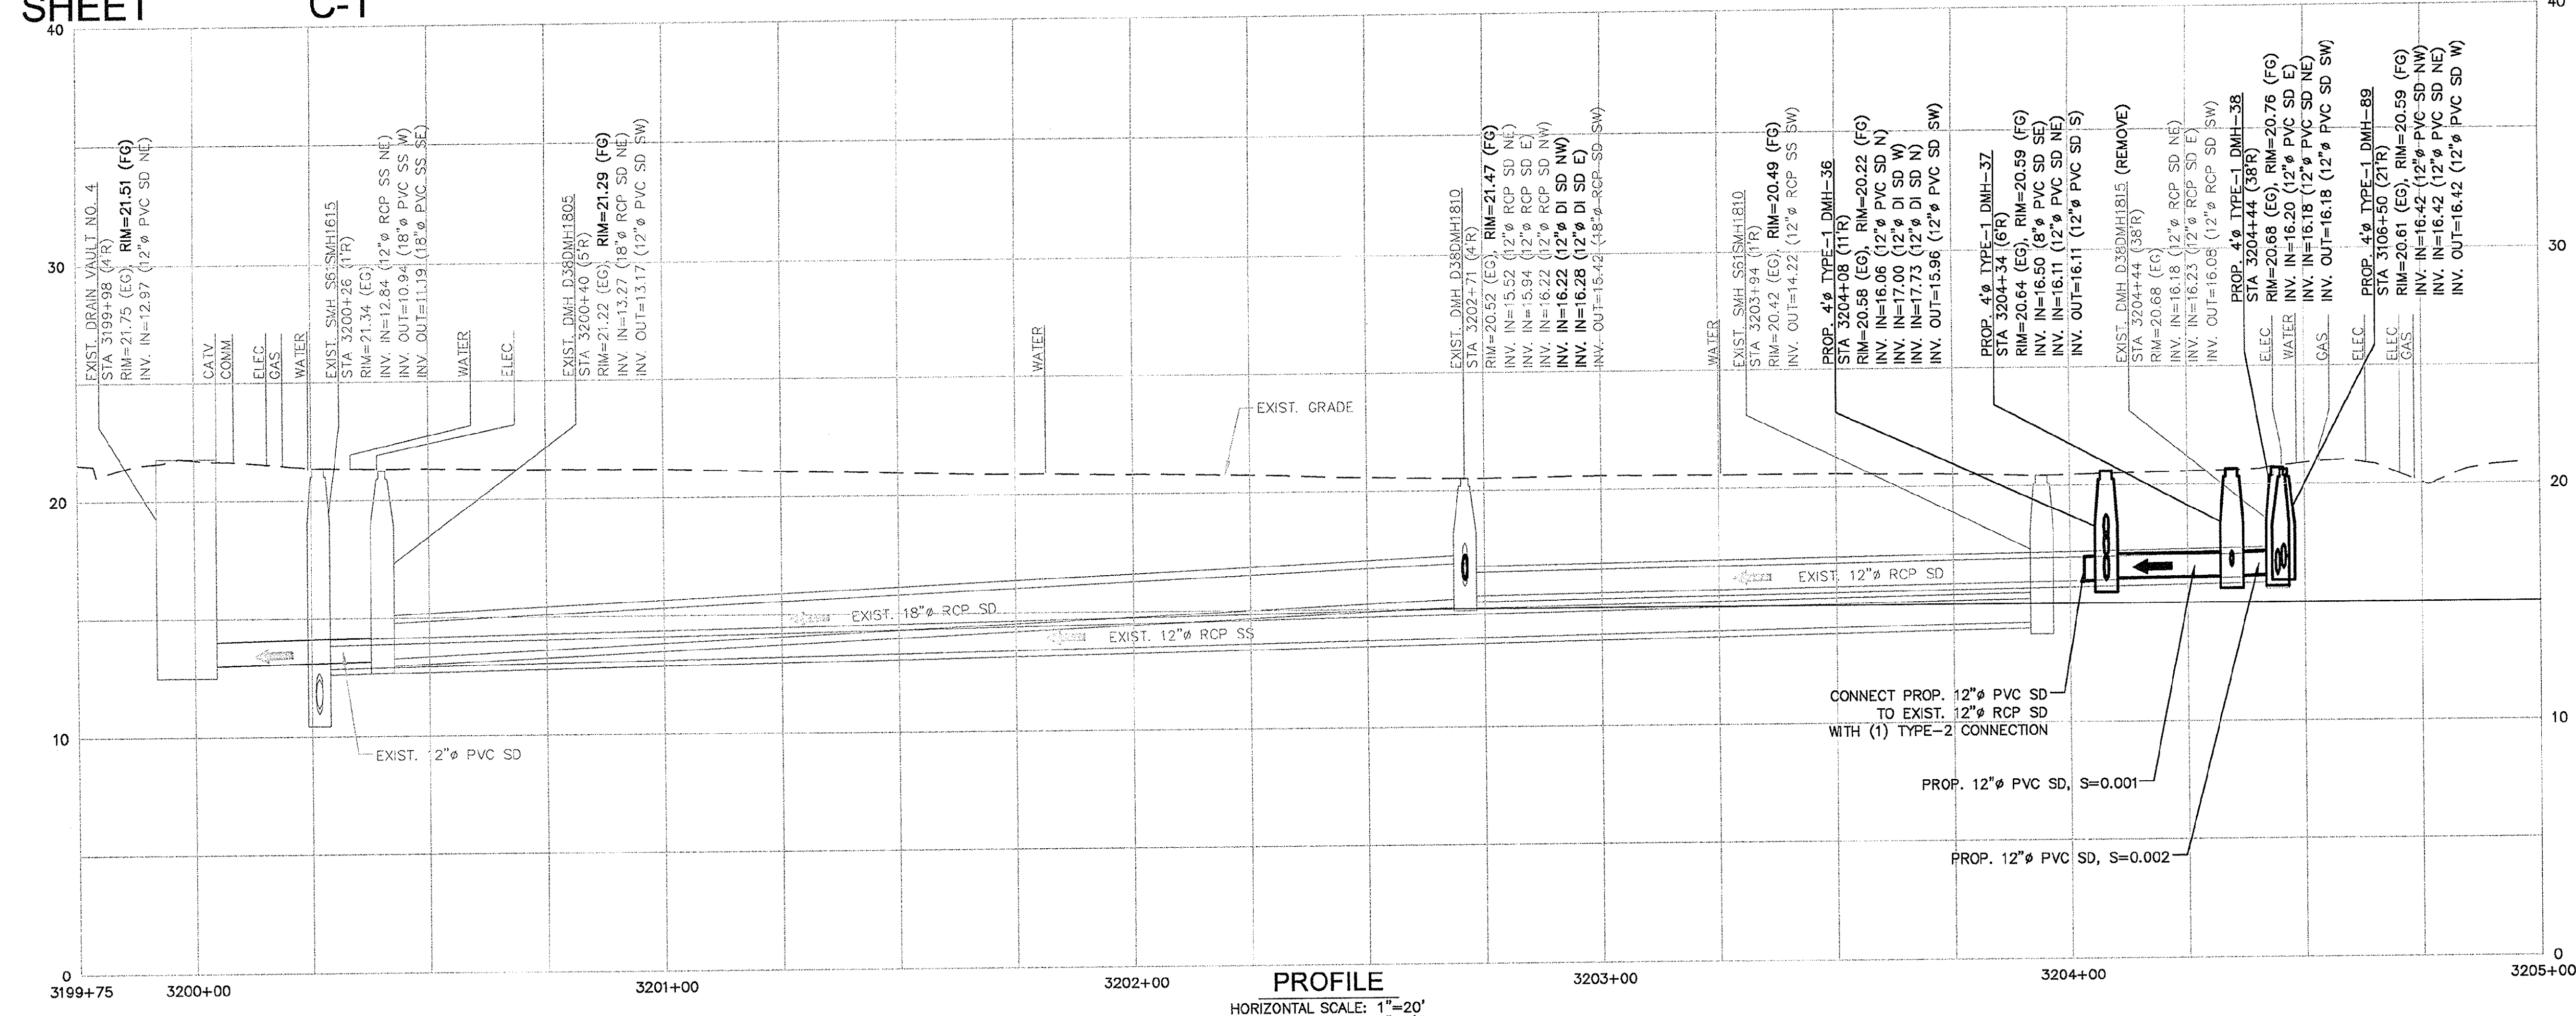 SHEET C-1
40
40
EXIST. DRAIN VAULT NO. 4
STA 3199+98 (4'R)
RIM=21.75 (EG), RIM=21.51 (FG)
INV. IN=12.97 (12"ø PVC SD NE)
CATV
COMM.
ELEC
GAS
WATER
EXIST. SMH S61SMH1615
STA 3200+26 (1'R)
RIM=21.34 (EG)
INV. IN=12.84 (12"ø RCP SS NE)
INV. OUT=10.94 (18"ø PVC SS W)
INV. OUT=11.19 (18"ø PVC SS SE)
WATER
ELEC
EXIST. DMH D38DMH1805
STA 3200+40 (5'R)
RIM=21.22 (EG), RIM=21.29 (FG)
INV. IN=13.27 (18"ø RCP SD NE)
INV. OUT=13.17 (12"ø PVC SD SW)
WATER
EXIST. DMH D38DMH1810
STA 3202+71 (4'R)
RIM=20.52 (EG), RIM=21.47 (FG)
INV. IN=15.52 (12"ø RCP SD NE)
INV. IN=15.94 (12"ø RCP SD E)
INV. IN=16.22 (12"ø RCP SD NW)
INV. IN=16.22 (12"ø DI SD NW)
INV. IN=16.28 (12"ø DI SD E)
INV. OUT=15.42 (18"ø RCP SD SW)
WATER
EXIST SMH S61SMH1810
STA 3203+94 (1'R)
RIM=20.42 (EG), RIM=20.49 (FG)
INV. OUT=14.22 (12"ø RCP SS SW)
PROP. 4'ø TYPE-1 DMH-36
STA 3204+08 (11'R)
RIM=20.58 (EG), RIM=20.22 (FG)
INV. IN=16.06 (12"ø PVC SD N)
INV. IN=17.00 (12"ø DI SD W)
INV. IN=17.73 (12"ø DI SD N)
INV. OUT=15.96 (12"ø PVC SD SW)
PROP. 4'ø TYPE-1 DMH-37
STA 3204+34 (6'R)
RIM=20.64 (EG), RIM=20.59 (FG)
INV. IN=16.50 (8"ø PVC SD SE)
INV. IN=16.11 (12"ø PVC SD NE)
INV. OUT=16.11 (12"ø PVC SD S)
EXIST. DMH D38DMH1815 (REMOVE)
STA 3204+44 (38'R)
RIM=20.68 (EG)
INV. IN=16.18 (12"ø RCP SD NE)
INV. IN=16.23 (12"ø RCP SD E)
INV. OUT=16.08 (12"ø RCP SD SW)
PROP. 4'ø TYPE-1 DMH-38
STA 3204+44 (38'R)
RIM=20.68 (EG), RIM=20.76 (FG)
INV. IN=16.20 (12"ø PVC SD E)
INV. IN=16.18 (12"ø PVC SD NE)
INV. OUT=16.18 (12"ø PVC SD SW)
ELEC
WATER
GAS
PROP. 4'ø TYPE-1 DMH-89
STA 3106+50 (21'R)
RIM=20.61 (EG), RIM=20.59 (FG)
INV. IN=16.42 (12"ø PVC SD NW)
INV. IN=16.42 (12"ø PVC SD NE)
INV. OUT=16.42 (12"ø PVC SD W)
ELEC
ELEC
GAS
30
30
EXIST. GRADE
20
20
EXIST. 18"ø RCP SD
EXIST. 12"ø RCP SS
EXIST. 12"ø RCP SD
EXIST. 12"ø PVC SD
CONNECT PROP. 12"ø PVC SD
TO EXIST. 12"ø RCP SD
WITH (1) TYPE-2 CONNECTION
10
10
PROP. 12"ø PVC SD, S=0.001
PROP. 12"ø PVC SD, S=0.002
0
0
3199+75
3200+00
3201+00
3202+00
3203+00
3204+00
3205+00
PROFILE
HORIZONTAL SCALE: 1"=20'